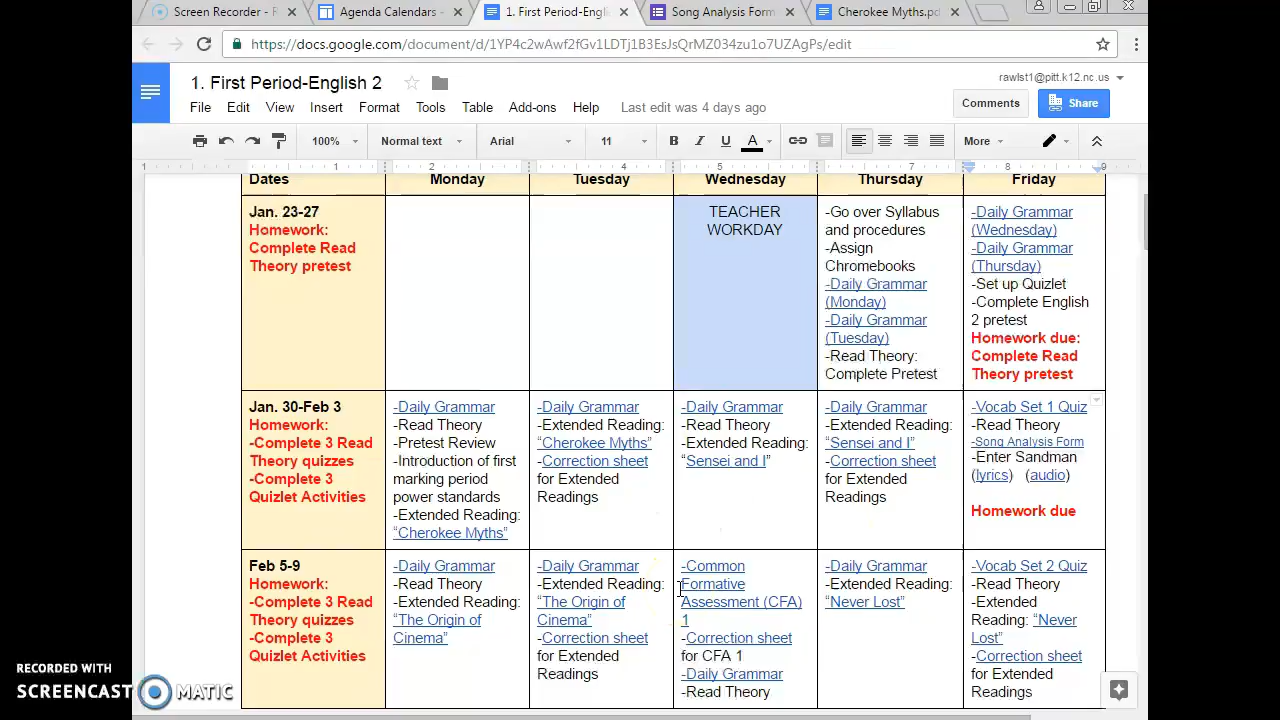 Screen Recorder - R
Agenda Calendars -
1. First Period-Engli
Song Analysis Form
Cherokee Myths.pd
https://docs.google.com/document/d/1YP4c2wAwf2fGv1LDTj1B3EsJsQrMZ034zu1o7UZAgPs/edit
1. First Period-English 2
rawlst1@pitt.k12.nc.us
File Edit View Insert Format Tools Table Add-ons Help Last edit was 4 days ago
Comments
Share
100% Normal text Arial 11 B I U A More
1 1 2 3 4 5 6 7 8 9
Dates Monday Tuesday Wednesday Thursday Friday
Jan. 23-27
Homework:
Complete Read
Theory pretest
TEACHER
WORKDAY
-Go over Syllabus
and procedures
-Assign
Chromebooks
-Daily Grammar
(Monday)
-Daily Grammar
(Tuesday)
-Read Theory:
Complete Pretest
-Daily Grammar
(Wednesday)
-Daily Grammar
(Thursday)
-Set up Quizlet
-Complete English
2 pretest
Homework due:
Complete Read
Theory pretest
Jan. 30-Feb 3
Homework:
-Complete 3 Read
Theory quizzes
-Complete 3
Quizlet Activities
-Daily Grammar
-Read Theory
-Pretest Review
-Introduction of first
marking period
power standards
-Extended Reading:
“Cherokee Myths”
-Daily Grammar
-Extended Reading:
“Cherokee Myths”
-Correction sheet
for Extended
Readings
-Daily Grammar
-Read Theory
-Extended Reading:
“Sensei and I”
-Daily Grammar
-Extended Reading:
“Sensei and I”
-Correction sheet
for Extended
Readings
-Vocab Set 1 Quiz
-Read Theory
-Song Analysis Form
-Enter Sandman
(lyrics) (audio)
Homework due
Feb 5-9
Homework:
-Complete 3 Read
Theory quizzes
-Complete 3
Quizlet Activities
-Daily Grammar
-Read Theory
-Extended Reading:
“The Origin of
Cinema”
-Daily Grammar
-Extended Reading:
“The Origin of
Cinema”
-Correction sheet
for Extended
Readings
-Common
Formative
Assessment (CFA)
1
-Correction sheet
for CFA 1
-Daily Grammar
-Read Theory
-Daily Grammar
-Extended Reading:
“Never Lost”
-Vocab Set 2 Quiz
-Read Theory
-Extended
Reading: “Never
Lost”
-Correction sheet
for Extended
Readings
RECORDED WITH
SCREENCAST MATIC